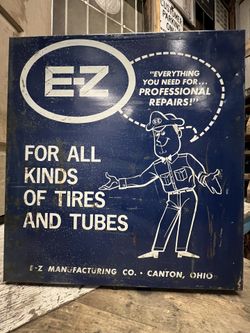 E-Z
"EVERYTHING
YOU NEED FOR...
PROFESSIONAL
REPAIRS!"
E-Z
FOR ALL
KINDS
OF TIRES
AND TUBES
E-Z MANUFACTURING CO. • CANTON, OHIO